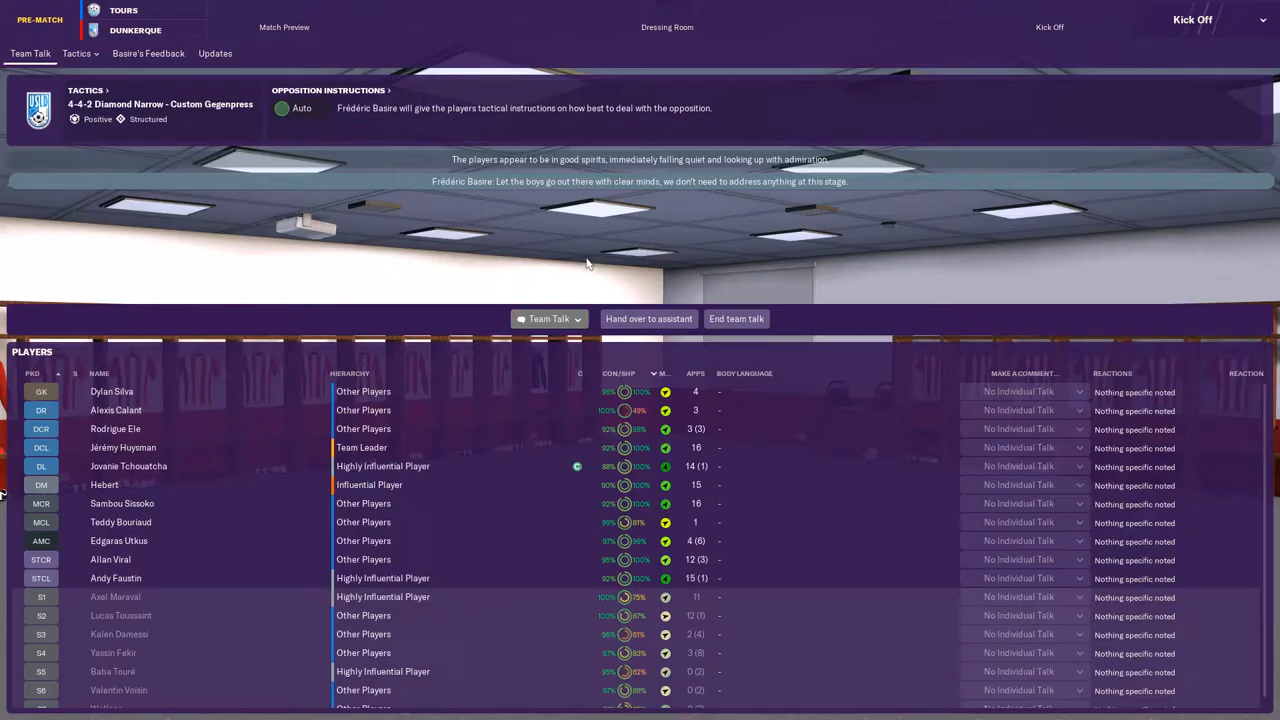 PRE-MATCH
TOURS
DUNKERQUE
Match Preview
Dressing Room
Kick Off
Kick Off
Team Talk
Tactics
Basire's Feedback
Updates
TACTICS
4-4-2 Diamond Narrow - Custom Gegenpress
Positive
Structured
OPPOSITION INSTRUCTIONS
Auto
Frédéric Basire will give the players tactical instructions on how best to deal with the opposition.
The players appear to be in good spirits, immediately falling quiet and looking up with admiration.
Frédéric Basire: Let the boys go out there with clear minds, we don't need to address anything at this stage.
Team Talk
Hand over to assistant
End team talk
PLAYERS
PKD S NAME HIERARCHY C CON/SHP M... APPS BODY LANGUAGE MAKE A COMMENT... REACTIONS REACTION
GK Dylan Silva Other Players 96% 100% 4 - No Individual Talk Nothing specific noted
DR Alexis Calant Other Players 100% 49% 3 - No Individual Talk Nothing specific noted
DCR Rodrigue Ele Other Players 92% 98% 3 (3) - No Individual Talk Nothing specific noted
DCL Jérémy Huysman Team Leader 92% 100% 16 - No Individual Talk Nothing specific noted
DL Jovanie Tchouatcha Highly Influential Player C 88% 100% 14 (1) - No Individual Talk Nothing specific noted
DM Hebert Influential Player 90% 100% 15 - No Individual Talk Nothing specific noted
MCR Sambou Sissoko Other Players 92% 100% 16 - No Individual Talk Nothing specific noted
MCL Teddy Bouriaud Other Players 99% 81% 1 - No Individual Talk Nothing specific noted
AMC Edgaras Utkus Other Players 97% 99% 4 (6) - No Individual Talk Nothing specific noted
STCR Allan Viral Other Players 95% 100% 12 (3) - No Individual Talk Nothing specific noted
STCL Andy Faustin Highly Influential Player 92% 100% 15 (1) - No Individual Talk Nothing specific noted
S1 Axel Maraval Highly Influential Player 100% 75% 11 - No Individual Talk Nothing specific noted
S2 Lucas Toussaint Other Players 100% 87% 12 (1) - No Individual Talk Nothing specific noted
S3 Kalen Damessi Other Players 96% 61% 2 (4) - No Individual Talk Nothing specific noted
S4 Yassin Fekir Other Players 97% 83% 3 (8) - No Individual Talk Nothing specific noted
S5 Baba Touré Highly Influential Player 95% 62% 0 (2) - No Individual Talk Nothing specific noted
S6 Valentin Voisin Other Players 97% 89% 0 (2) - No Individual Talk Nothing specific noted